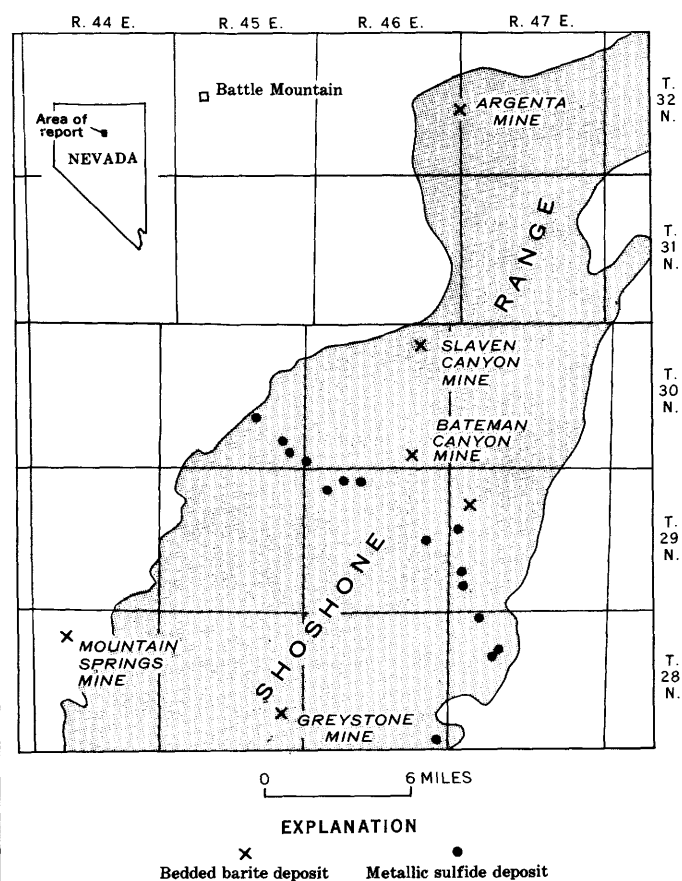 R. 44 E. R. 45 E. R. 46 E. R. 47 E.
Battle Mountain
Area of
report
NEVADA
ARGENTA
MINE
T.
32
N.
T.
31
N.
RANGE
SLAVEN
CANYON
MINE
T.
30
N.
BATEMAN
CANYON
MINE
T.
29
N.
SHOSHONE
MOUNTAIN
SPRINGS
MINE
T.
28
N.
GREYSTONE
MINE
0 6 MILES
EXPLANATION
Bedded barite deposit Metallic sulfide deposit